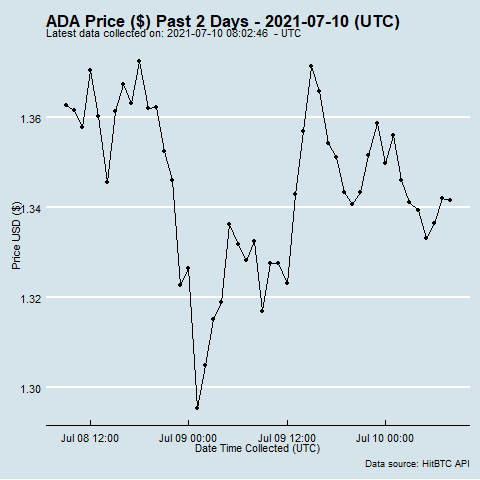 ADA Price ($) Past 2 Days - 2021-07-10 (UTC)
Latest data collected on: 2021-07-10 08:02:46 - UTC
Price USD ($)
1.36
1.34
1.32
1.30
Jul 08 12:00 Jul 09 00:00 Jul 09 12:00 Jul 10 00:00
Date Time Collected (UTC)
Data source: HitBTC API